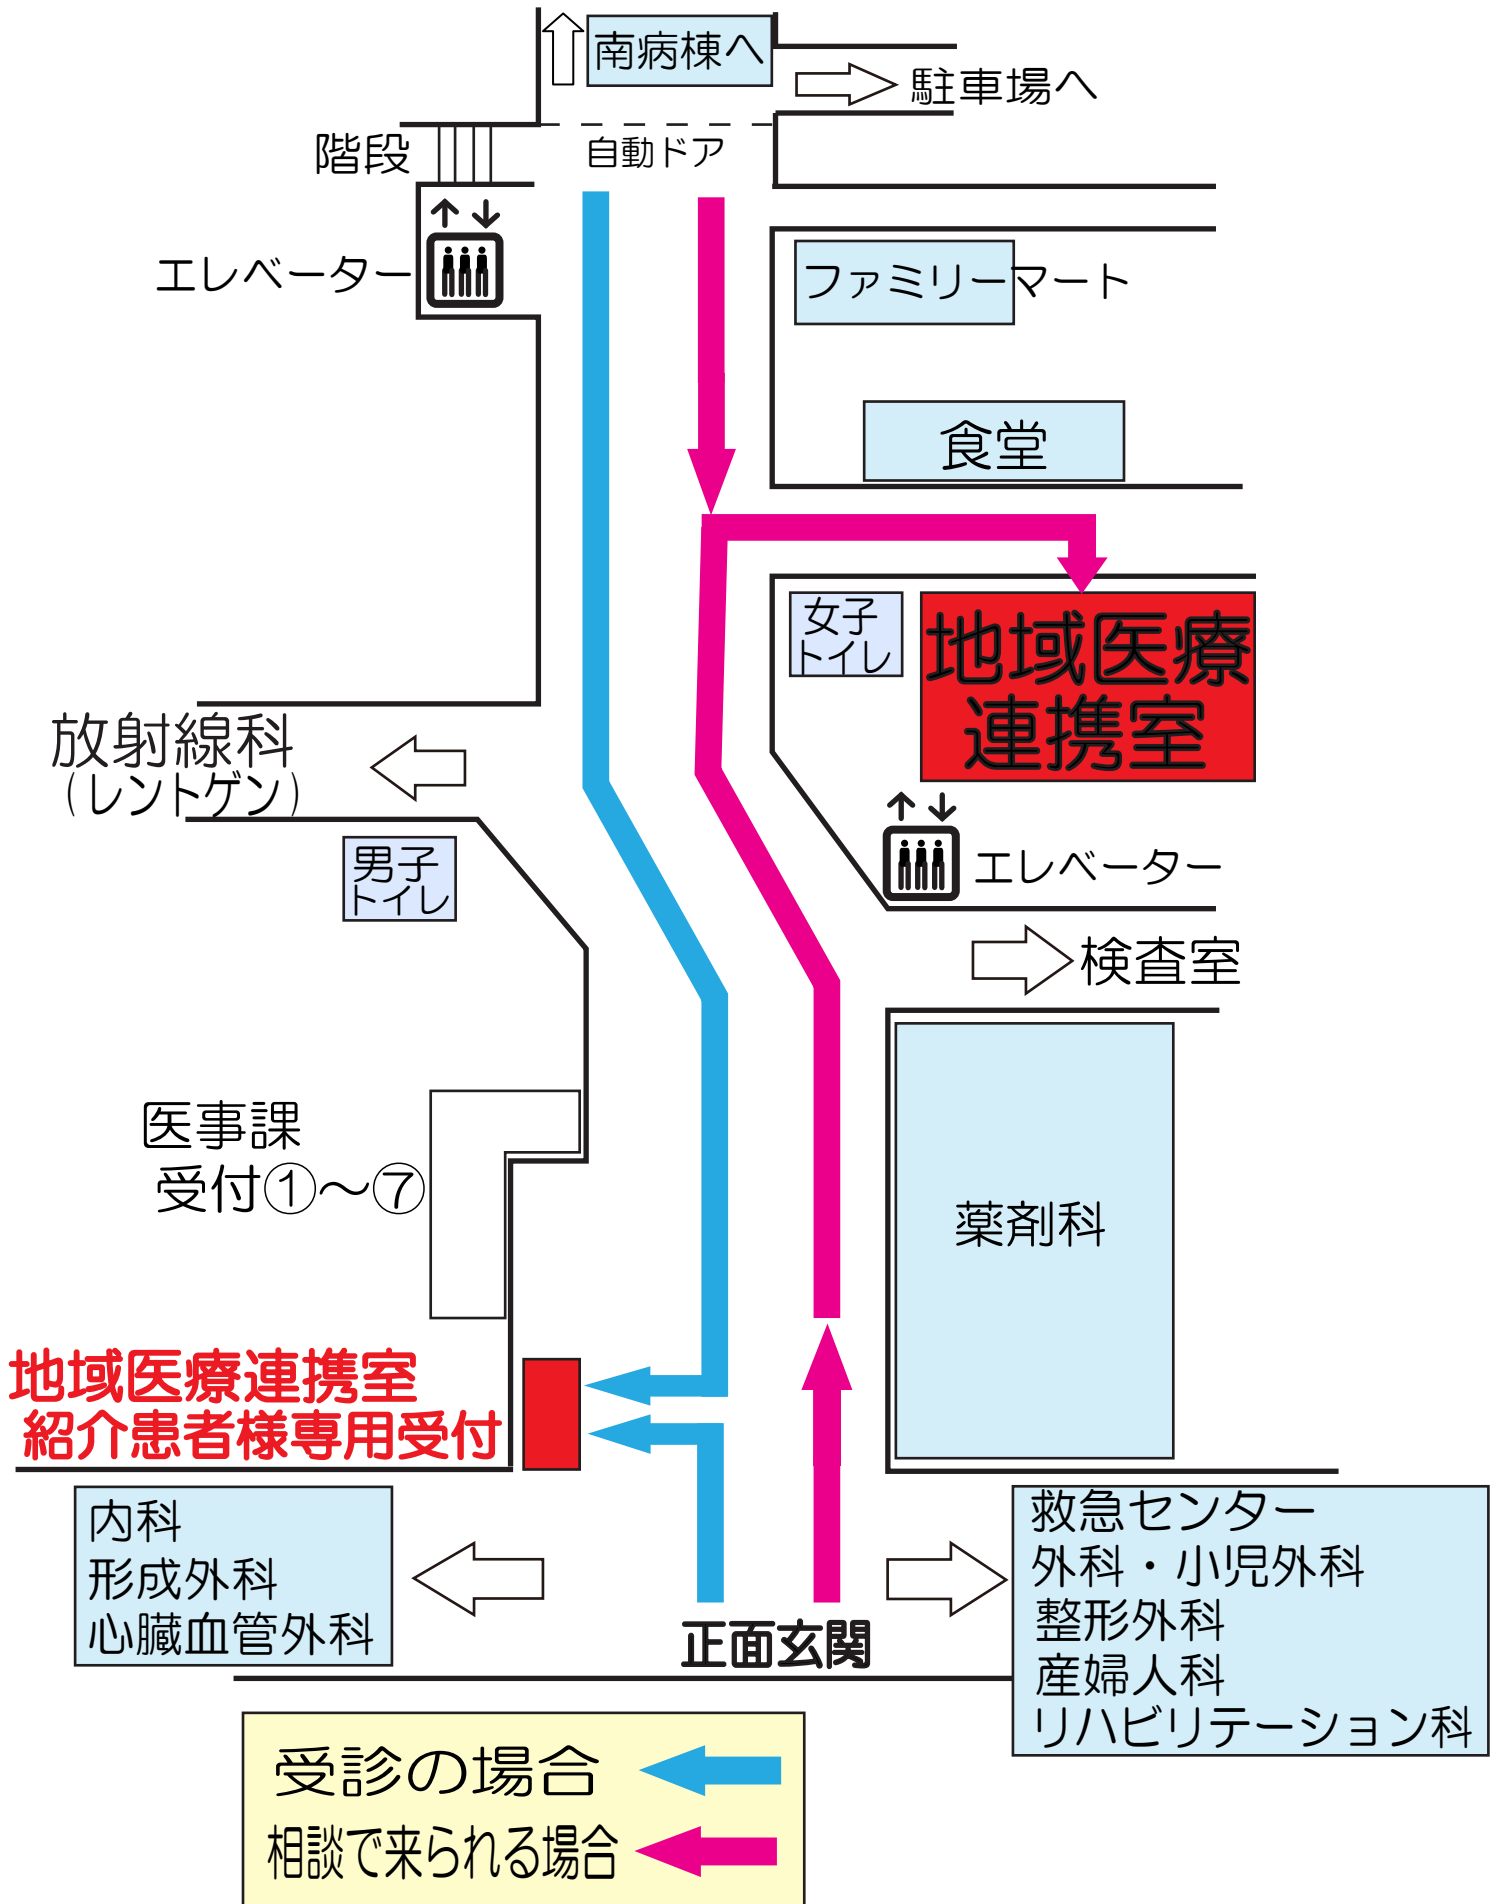 南病棟へ
駐車場へ
階段
自動ドア
エレベーター
ファミリーマート
食堂
女子
トイレ
地域医療
連携室
放射線科
（レントゲン）
男子
トイレ
エレベーター
検査室
医事課
受付①～⑦
薬剤科
地域医療連携室
紹介患者様専用受付
内科
形成外科
心臓血管外科
救急センター
外科・小児外科
整形外科
産婦人科
リハビリテーション科
正面玄関
受診の場合
相談で来られる場合